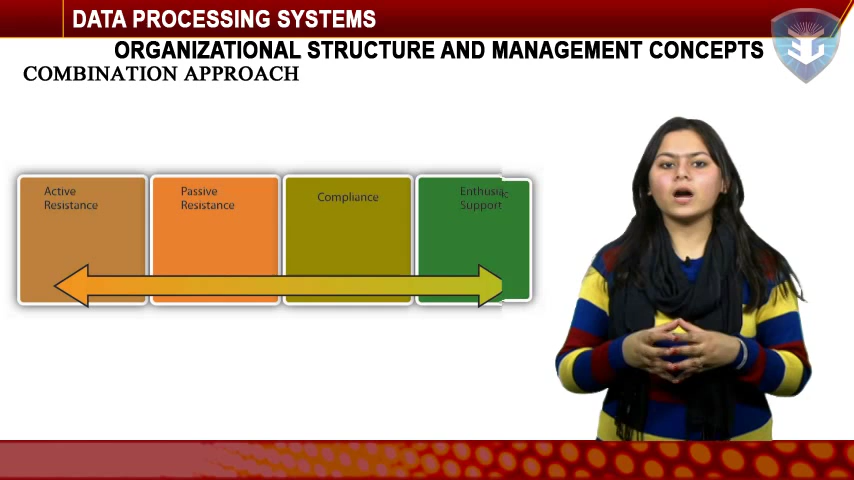 DATA PROCESSING SYSTEMS
ORGANIZATIONAL STRUCTURE AND MANAGEMENT CONCEPTS
COMBINATION APPROACH
Active
Resistance
Passive
Resistance
Compliance
Support